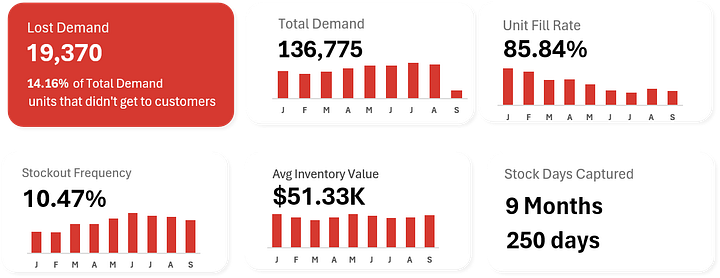 Lost Demand
19,370
14.16% of Total Demand
units that didn't get to customers
Total Demand
136,775
J F M A M J J A S
Unit Fill Rate
85.84%
J F M A M J J A S
Stockout Frequency
10.47%
J F M A M J J A S
Avg Inventory Value
$51.33K
J F M A M J J A S
Stock Days Captured
9 Months
250 days